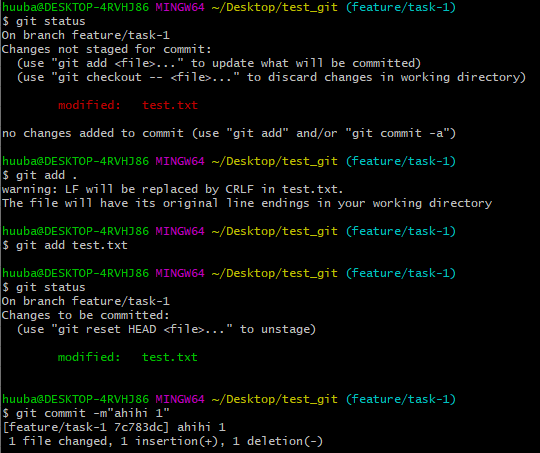 huuba@DESKTOP-4RVHJ86 MINGW64 ~/Desktop/test_git (feature/task-1)
$ git status
On branch feature/task-1
Changes not staged for commit:
  (use "git add <file>..." to update what will be committed)
  (use "git checkout -- <file>..." to discard changes in working directory)
        modified:   test.txt
no changes added to commit (use "git add" and/or "git commit -a")
huuba@DESKTOP-4RVHJ86 MINGW64 ~/Desktop/test_git (feature/task-1)
$ git add .
warning: LF will be replaced by CRLF in test.txt.
The file will have its original line endings in your working directory
huuba@DESKTOP-4RVHJ86 MINGW64 ~/Desktop/test_git (feature/task-1)
$ git add test.txt
huuba@DESKTOP-4RVHJ86 MINGW64 ~/Desktop/test_git (feature/task-1)
$ git status
On branch feature/task-1
Changes to be committed:
  (use "git reset HEAD <file>..." to unstage)
        modified:   test.txt
huuba@DESKTOP-4RVHJ86 MINGW64 ~/Desktop/test_git (feature/task-1)
$ git commit -m"ahihi 1"
[feature/task-1 7c783dc] ahihi 1
 1 file changed, 1 insertion(+), 1 deletion(-)